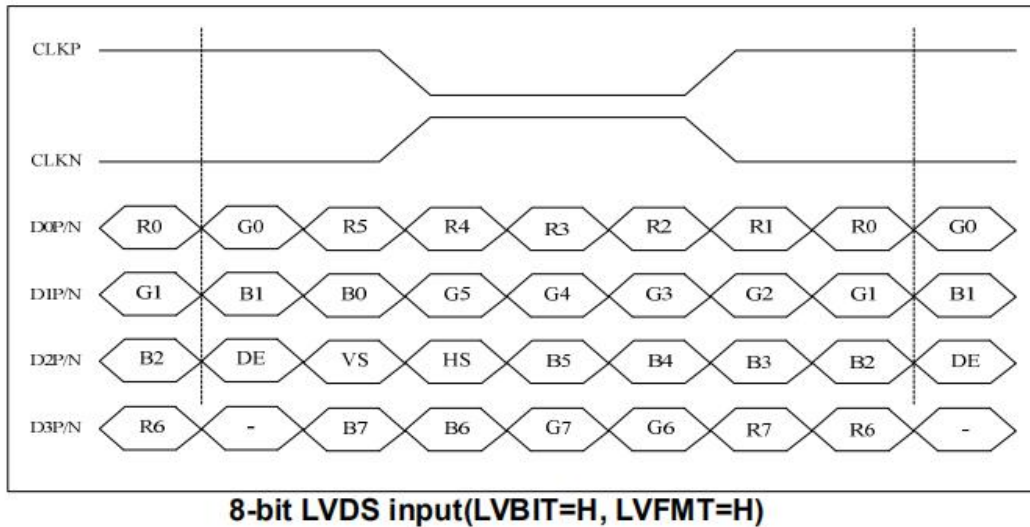 CLKP
CLKN
D0P/N R0 G0 R5 R4 R3 R2 R1 R0 G0
D1P/N G1 B1 B0 G5 G4 G3 G2 G1 B1
D2P/N B2 DE VS HS B5 B4 B3 B2 DE
D3P/N R6 - B7 B6 G7 G6 R7 R6 -
8-bit LVDS input(LVBIT=H, LVFMT=H)